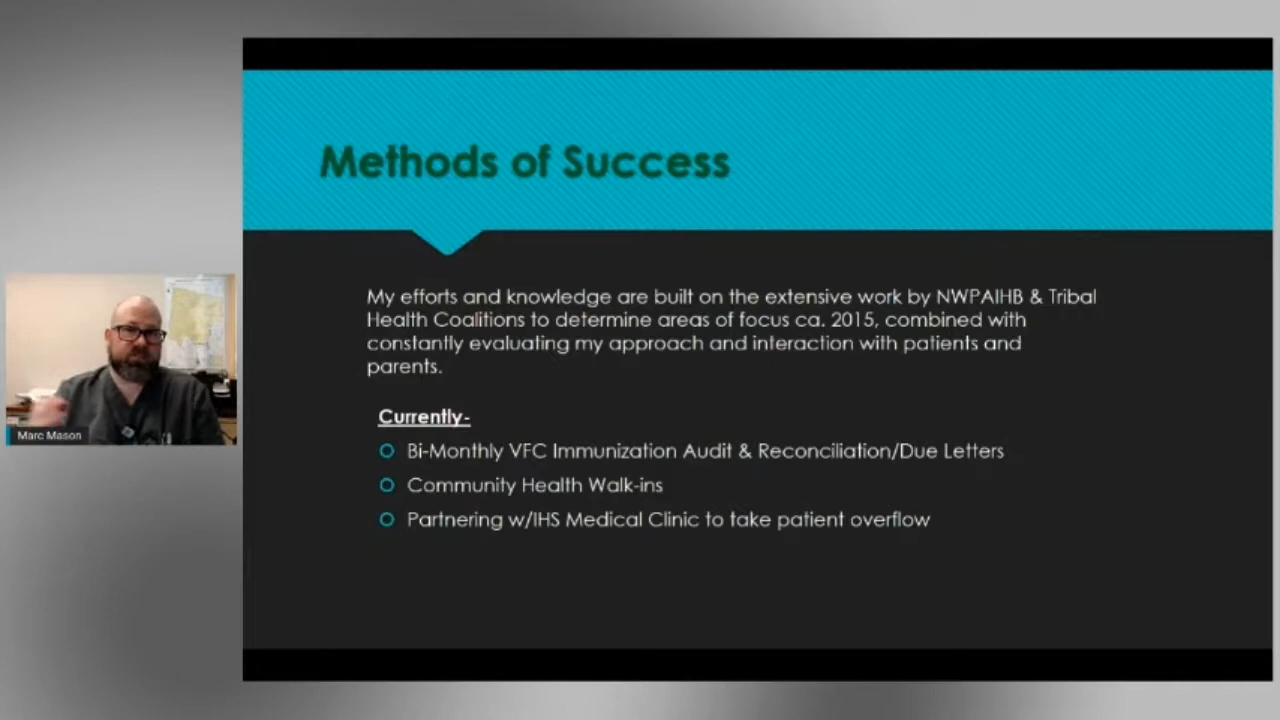 Methods of Success
My efforts and knowledge are built on the extensive work by NWPAIHB & Tribal
Health Coalitions to determine areas of focus ca. 2015, combined with
constantly evaluating my approach and interaction with patients and
parents.
Currently-
Bi-Monthly VFC Immunization Audit & Reconciliation/Due Letters
Community Health Walk-ins
Partnering w/IHS Medical Clinic to take patient overflow
Marc Mason